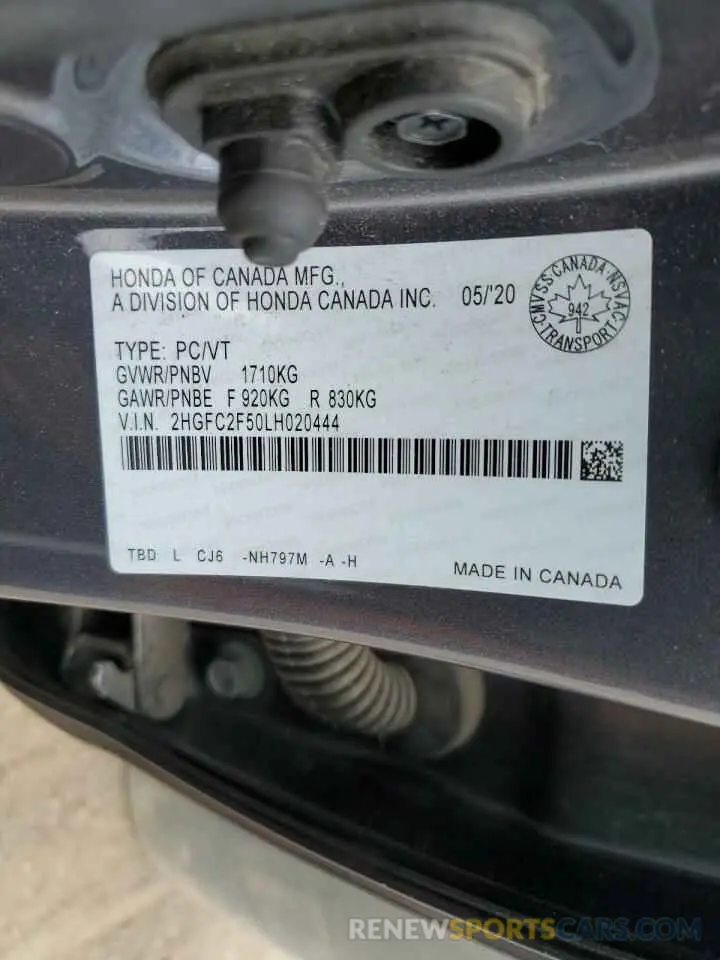 HONDA OF CANADA MFG.,
A DIVISION OF HONDA CANADA INC. 05/'20
CMVSS·CANADA·NSVAC·TRANSPORT
942
TYPE: PC/VT
GVWR/PNBV 1710KG
GAWR/PNBE F 920KG R 830KG
V.I.N. 2HGFC2F50LH020444
TBD L CJ6 -NH797M -A -H
MADE IN CANADA
RENEWSPORTSCARS.COM